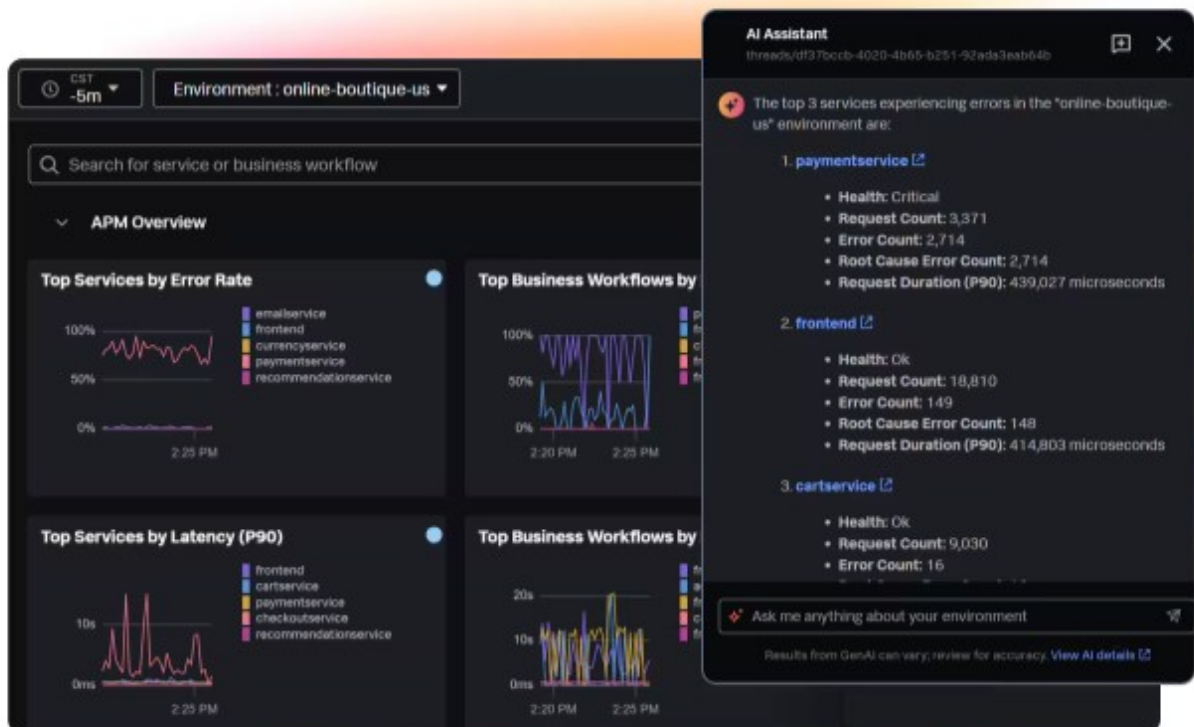 CST
-5m
Environment : online-boutique-us
Search for service or business workflow
APM Overview
Top Services by Error Rate
emailservice
frontend
currencyservice
paymentservice
recommendationservice
100%
50%
0%
2:25 PM
Top Business Workflows by
100%
50%
0%
2:20 PM 2:25 PM
Top Services by Latency (P90)
frontend
cartservice
paymentservice
checkoutservice
recommendationservice
10s
0ms
2:25 PM
Top Business Workflows by
20s
10s
0ms
2:20 PM 2:25 PM
AI Assistant
The top 3 services experiencing errors in the "online-boutique-
us" environment are:
1. paymentservice
• Health: Critical
• Request Count: 3,371
• Error Count: 2,714
• Root Cause Error Count: 2,714
• Request Duration (P90): 439,027 microseconds
2. frontend
• Health: Ok
• Request Count: 18,810
• Error Count: 149
• Root Cause Error Count: 148
• Request Duration (P90): 414,803 microseconds
3. cartservice
• Health: Ok
• Request Count: 9,030
• Error Count: 16
Ask me anything about your environment
Results from GenAI can vary; review for accuracy. View AI details